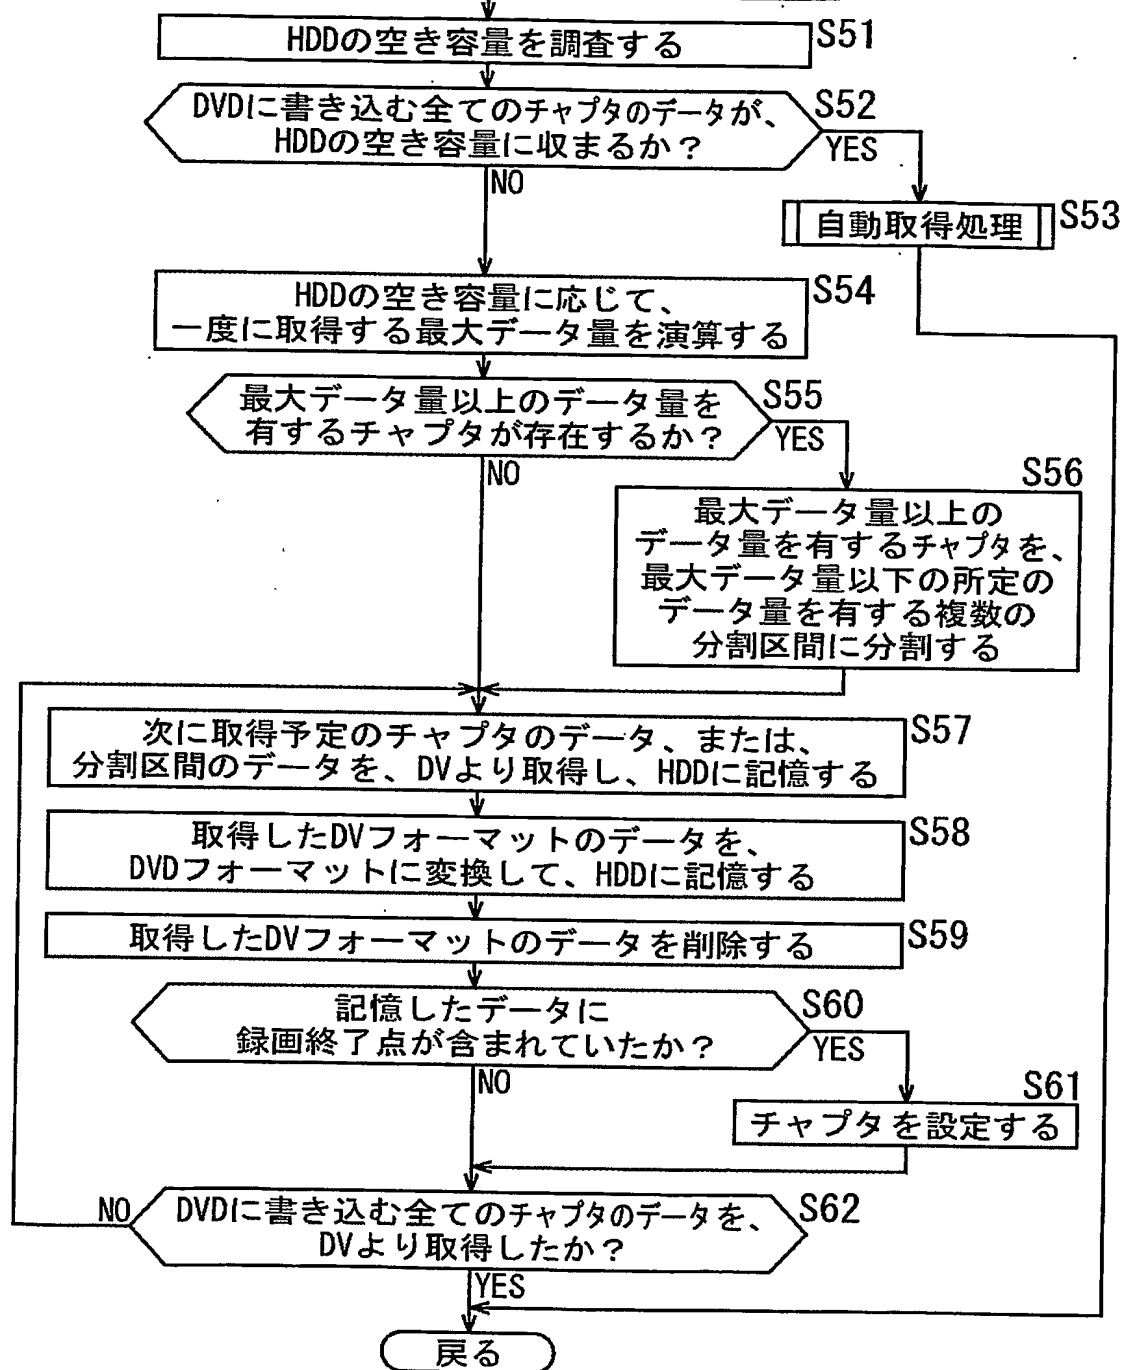 HDDの空き容量を調査する
S51
DVDに書き込む全てのチャプタのデータが、
HDDの空き容量に収まるか？
S52
YES
NO
自動取得処理
S53
HDDの空き容量に応じて、
一度に取得する最大データ量を演算する
S54
最大データ量以上のデータ量を
有するチャプタが存在するか？
S55
YES
NO
S56
最大データ量以上の
データ量を有するチャプタを、
最大データ量以下の所定の
データ量を有する複数の
分割区間に分割する
次に取得予定のチャプタのデータ、または、
分割区間のデータを、DVより取得し、HDDに記憶する
S57
取得したDVフォーマットのデータを、
DVDフォーマットに変換して、HDDに記憶する
S58
取得したDVフォーマットのデータを削除する
S59
記憶したデータに
録画終了点が含まれていたか？
S60
YES
NO
S61
チャプタを設定する
NO
DVDに書き込む全てのチャプタのデータを、
DVより取得したか？
S62
YES
戻る